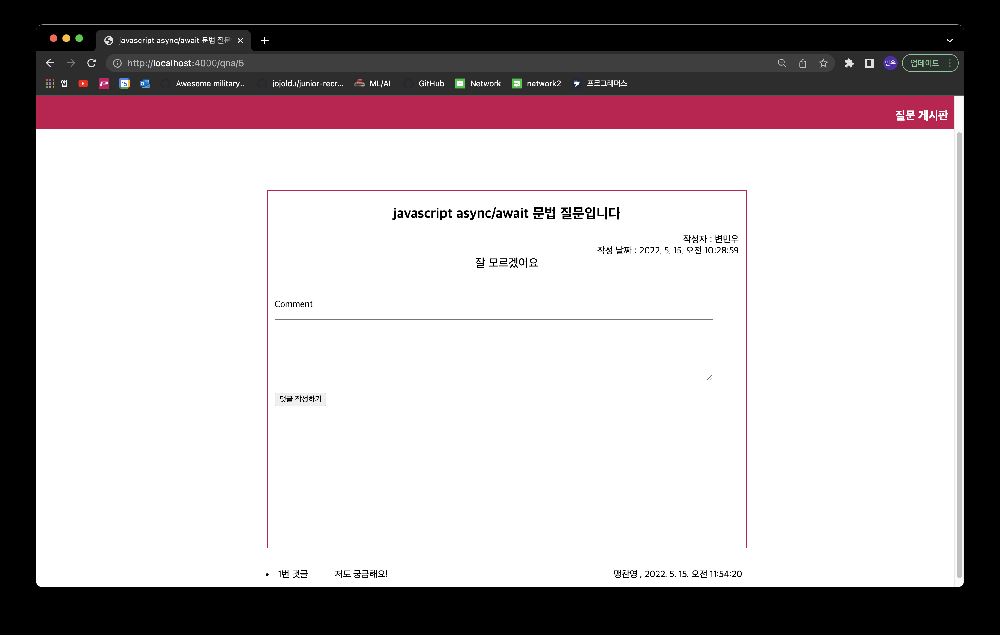 javascript async/await 문법 질문
http://localhost:4000/qna/5
민우
업데이트
앱
15
Awesome military...
jojoldu/junior-recr...
ML/AI
GitHub
Network
network2
프로그래머스
질문 게시판
javascript async/await 문법 질문입니다
작성자 : 변민우
작성 날짜 : 2022. 5. 15. 오전 10:28:59
잘 모르겠어요
Comment
댓글 작성하기
1번 댓글 저도 궁금해요! 맹찬영 , 2022. 5. 15. 오전 11:54:20